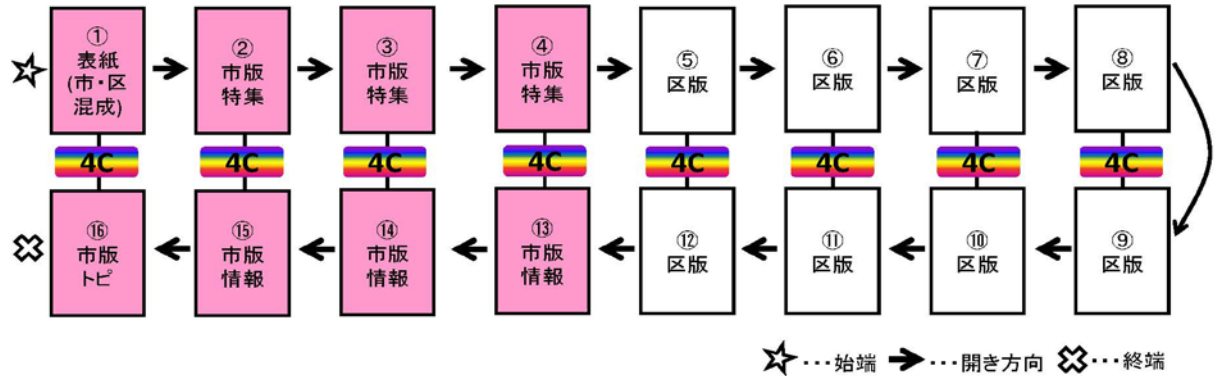 ①
表紙
(市・区
混成)
②
市版
特集
③
市版
特集
④
市版
特集
⑤
区版
⑥
区版
⑦
区版
⑧
区版
4C
4C
4C
4C
4C
4C
4C
4C
⑯
市版
トピ
⑮
市版
情報
⑭
市版
情報
⑬
市版
情報
⑫
区版
⑪
区版
⑩
区版
⑨
区版
☆･･･始端 ➔･･･開き方向 ✖･･･終端